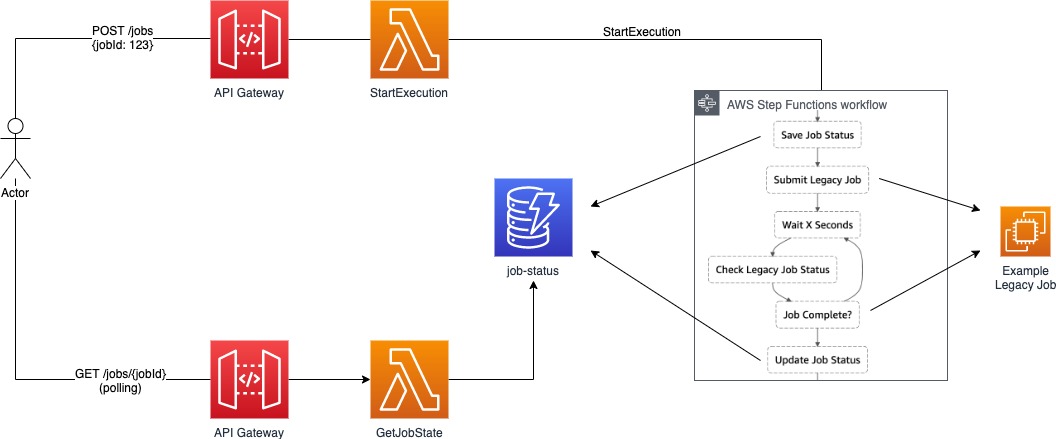 POST /jobs
{jobId: 123}
API Gateway
StartExecution
StartExecution
AWS Step Functions workflow
Save Job Status
Submit Legacy Job
Wait X Seconds
Check Legacy Job Status
Job Complete?
Update Job Status
Actor
job-status
Example
Legacy Job
GET /jobs/{jobId}
(polling)
API Gateway
GetJobState